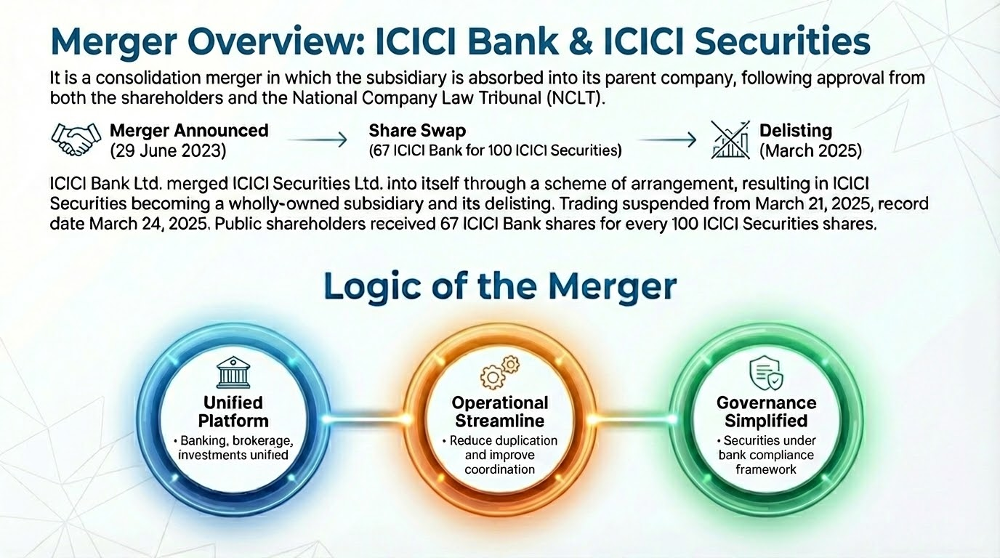 Merger Overview: ICICI Bank & ICICI Securities
It is a consolidation merger in which the subsidiary is absorbed into its parent company, following approval from
both the shareholders and the National Company Law Tribunal (NCLT).
Merger Announced
(29 June 2023)
Share Swap
(67 ICICI Bank for 100 ICICI Securities)
Delisting
(March 2025)
ICICI Bank Ltd. merged ICICI Securities Ltd. into itself through a scheme of arrangement, resulting in ICICI
Securities becoming a wholly-owned subsidiary and its delisting. Trading suspended from March 21, 2025, record
date March 24, 2025. Public shareholders received 67 ICICI Bank shares for every 100 ICICI Securities shares.
Logic of the Merger
Unified
Platform
• Banking, brokerage,
investments unified
Operational
Streamline
• Reduce duplication
and improve
coordination
Governance
Simplified
• Securities under
bank compliance
framework